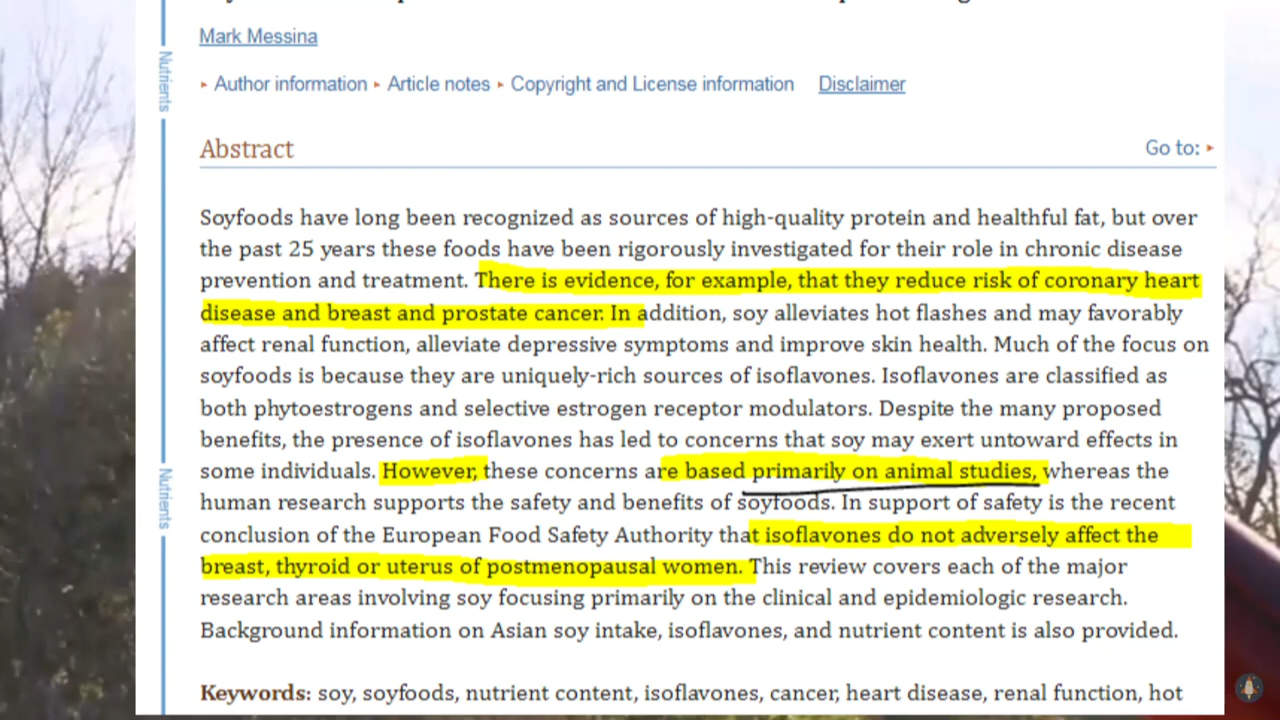 Mark Messina
Nutrients
▸ Author information ▸ Article notes ▸ Copyright and License information Disclaimer
Abstract
Go to: ▸
Soyfoods have long been recognized as sources of high-quality protein and healthful fat, but over
the past 25 years these foods have been rigorously investigated for their role in chronic disease
prevention and treatment. There is evidence, for example, that they reduce risk of coronary heart
disease and breast and prostate cancer. In addition, soy alleviates hot flashes and may favorably
affect renal function, alleviate depressive symptoms and improve skin health. Much of the focus on
soyfoods is because they are uniquely-rich sources of isoflavones. Isoflavones are classified as
both phytoestrogens and selective estrogen receptor modulators. Despite the many proposed
benefits, the presence of isoflavones has led to concerns that soy may exert untoward effects in
some individuals. However, these concerns are based primarily on animal studies, whereas the
human research supports the safety and benefits of soyfoods. In support of safety is the recent
Nutrients
conclusion of the European Food Safety Authority that isoflavones do not adversely affect the
breast, thyroid or uterus of postmenopausal women. This review covers each of the major
research areas involving soy focusing primarily on the clinical and epidemiologic research.
Background information on Asian soy intake, isoflavones, and nutrient content is also provided.
Keywords: soy, soyfoods, nutrient content, isoflavones, cancer, heart disease, renal function, hot